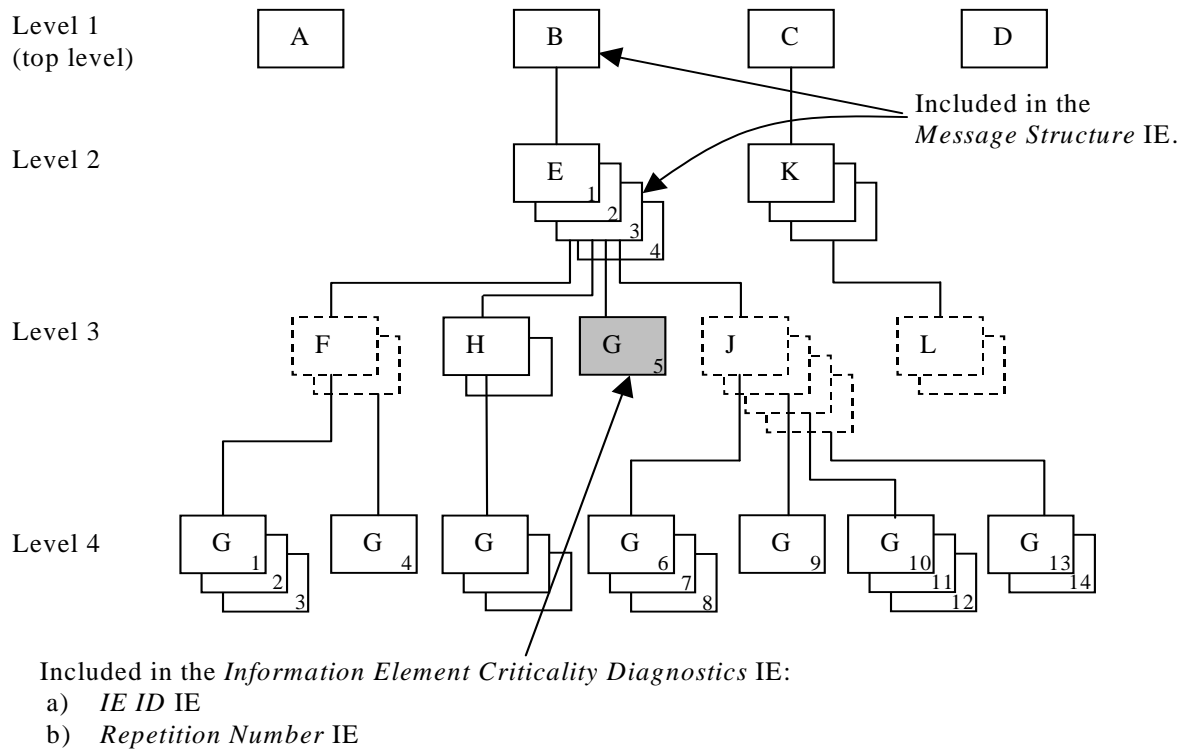 Level 1
(top level)
A
B
C
D
Included in the
Message Structure IE.
Level 2
E
1
2
3
4
K
Level 3
F
H
G
5
J
L
Level 4
G
1
2
3
G
4
G
G
6
7
8
G
9
G
10
11
12
G
13
14
Included in the Information Element Criticality Diagnostics IE:
a) IE ID IE
b) Repetition Number IE